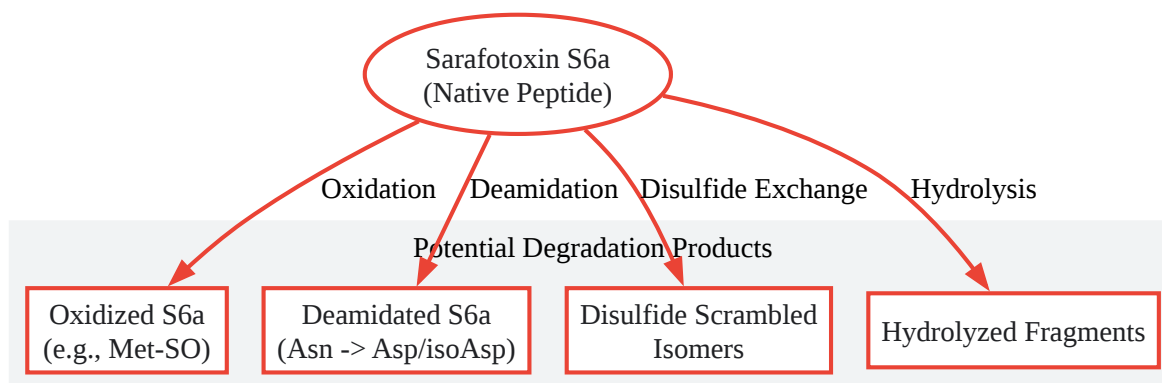 Sarafotoxin S6a
(Native Peptide)
Oxidation
Deamidation
Disulfide Exchange
Hydrolysis
Potential Degradation Products
Oxidized S6a
(e.g., Met-SO)
Deamidated S6a
(Asn -> Asp/isoAsp)
Disulfide Scrambled
Isomers
Hydrolyzed Fragments